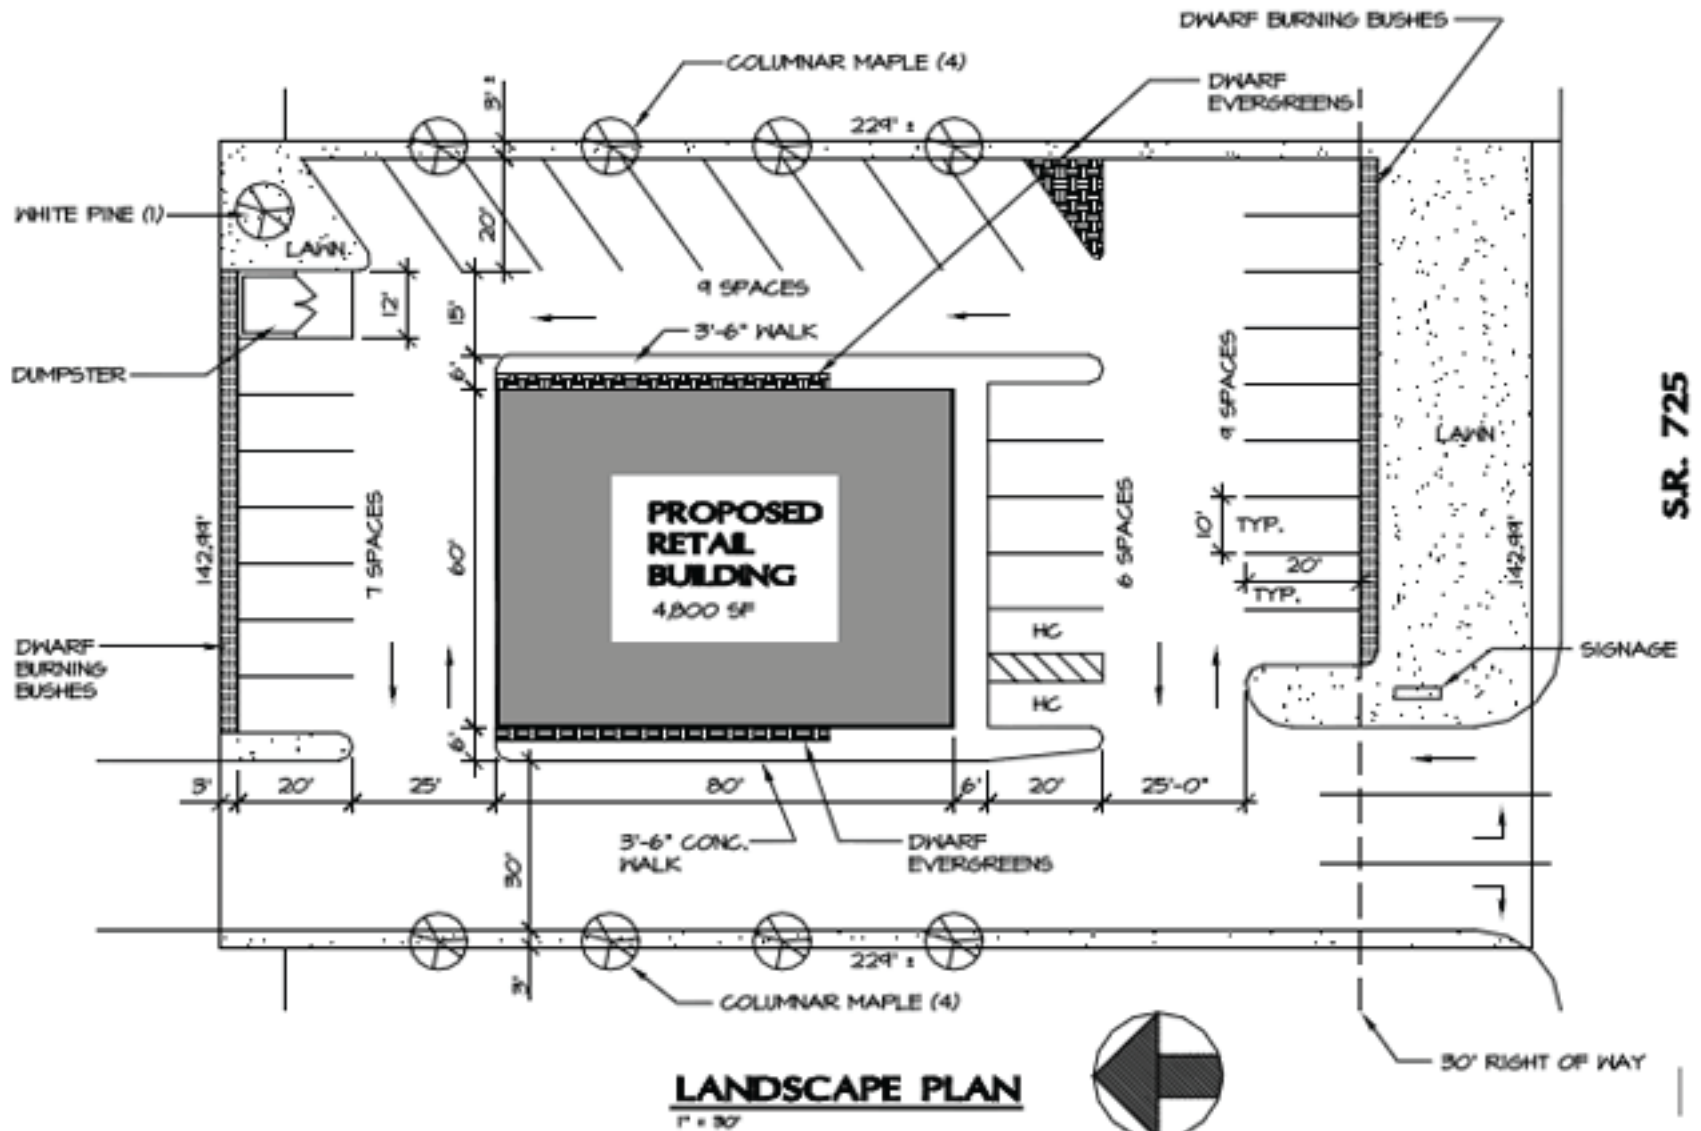 DWARF BURNING BUSHES
COLUMNAR MAPLE (4)
DWARF
EVERGREENS
3' ±
229' ±
WHITE PINE (1)
LAWN
20'
9 SPACES
12'
15'
3'-6" WALK
DUMPSTER
6'
9 SPACES
S.R. 725
LAWN
PROPOSED
RETAIL
BUILDING
4,800 SF
142.99'
7 SPACES
60'
6 SPACES
10'
TYP.
20'
TYP.
142.99'
HC
HC
DWARF
BURNING
BUSHES
SIGNAGE
6'
3'
20'
25'
80'
6'
20'
25'-0"
3'-6" CONC.
WALK
DWARF
EVERGREENS
30'
229' ±
3'
COLUMNAR MAPLE (4)
30' RIGHT OF WAY
LANDSCAPE PLAN
1" = 30'